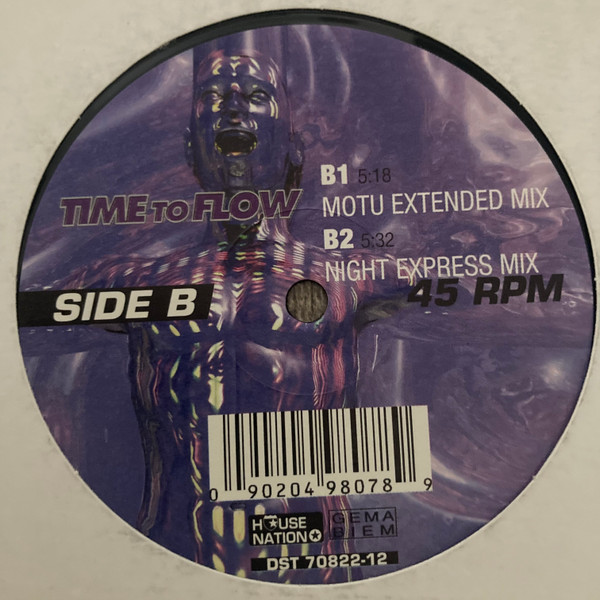 TIME TO FLOW
B1 5:18
MOTU EXTENDED MIX
B2 5:32
NIGHT EXPRESS MIX
SIDE B
45 RPM
0 90204 98078 9
HOUSE
NATION
GEMA
BIEM
DST 70822-12